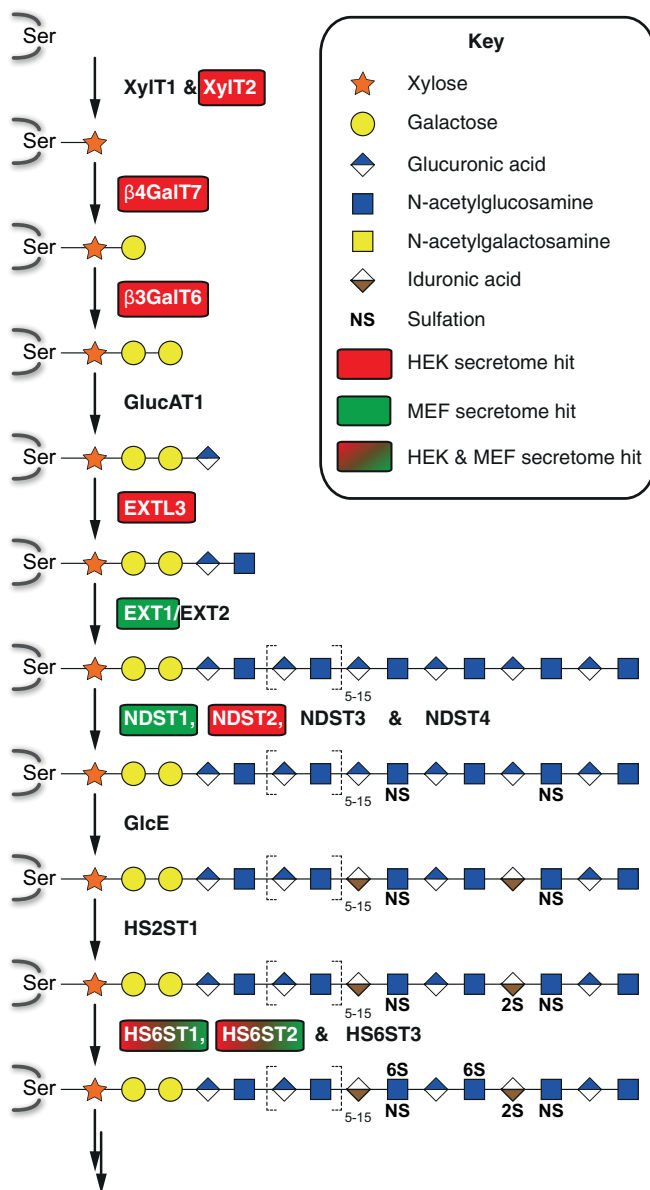 Ser
XylT1 & XylT2
Ser
β4GalT7
Ser
β3GalT6
Ser
GlucAT1
Ser
EXTL3
Ser
EXT1/EXT2
Ser
5-15
NDST1, NDST2, NDST3 & NDST4
Ser
5-15 NS NS
GlcE
Ser
5-15 NS NS
HS2ST1
Ser
5-15 NS 2S NS
HS6ST1, HS6ST2 & HS6ST3
6S 6S
Ser
5-15 NS 2S NS
Key
Xylose
Galactose
Glucuronic acid
N-acetylglucosamine
N-acetylgalactosamine
Iduronic acid
NS Sulfation
HEK secretome hit
MEF secretome hit
HEK & MEF secretome hit